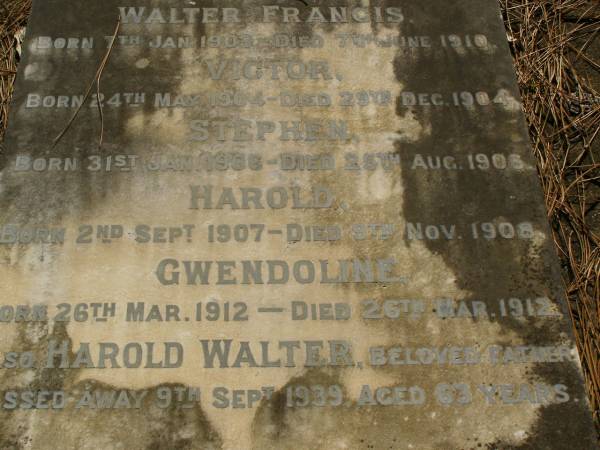 WALTER FRANCIS.
BORN 7TH JAN. 1903-DIED 7TH JUNE 1910.
VICTOR.
BORN 24TH MAY. 1904-DIED 29TH DEC. 1904.
STEPHEN.
BORN 31ST JAN. 1906-DIED 25TH AUG. 1906.
HAROLD.
BORN 2ND SEPT 1907-DIED 9TH NOV. 1908.
GWENDOLINE.
BORN 26TH MAR. 1912 - DIED 26TH MAR. 1912.
SO HAROLD WALTER, BELOVED FATHER
SSED AWAY 9TH SEPT 1939. AGED 63 YEARS.